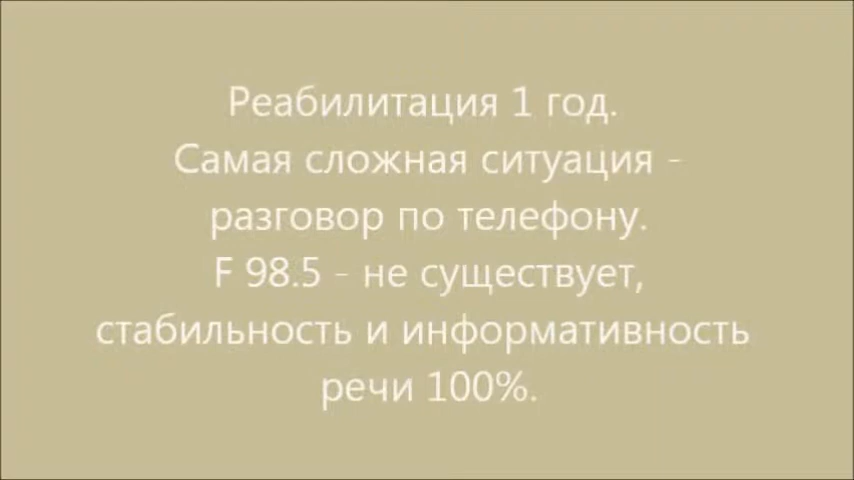 Реабилитация 1 год.
Самая сложная ситуация -
разговор по телефону.
F 98.5 - не существует,
стабильность и информативность
речи 100%.